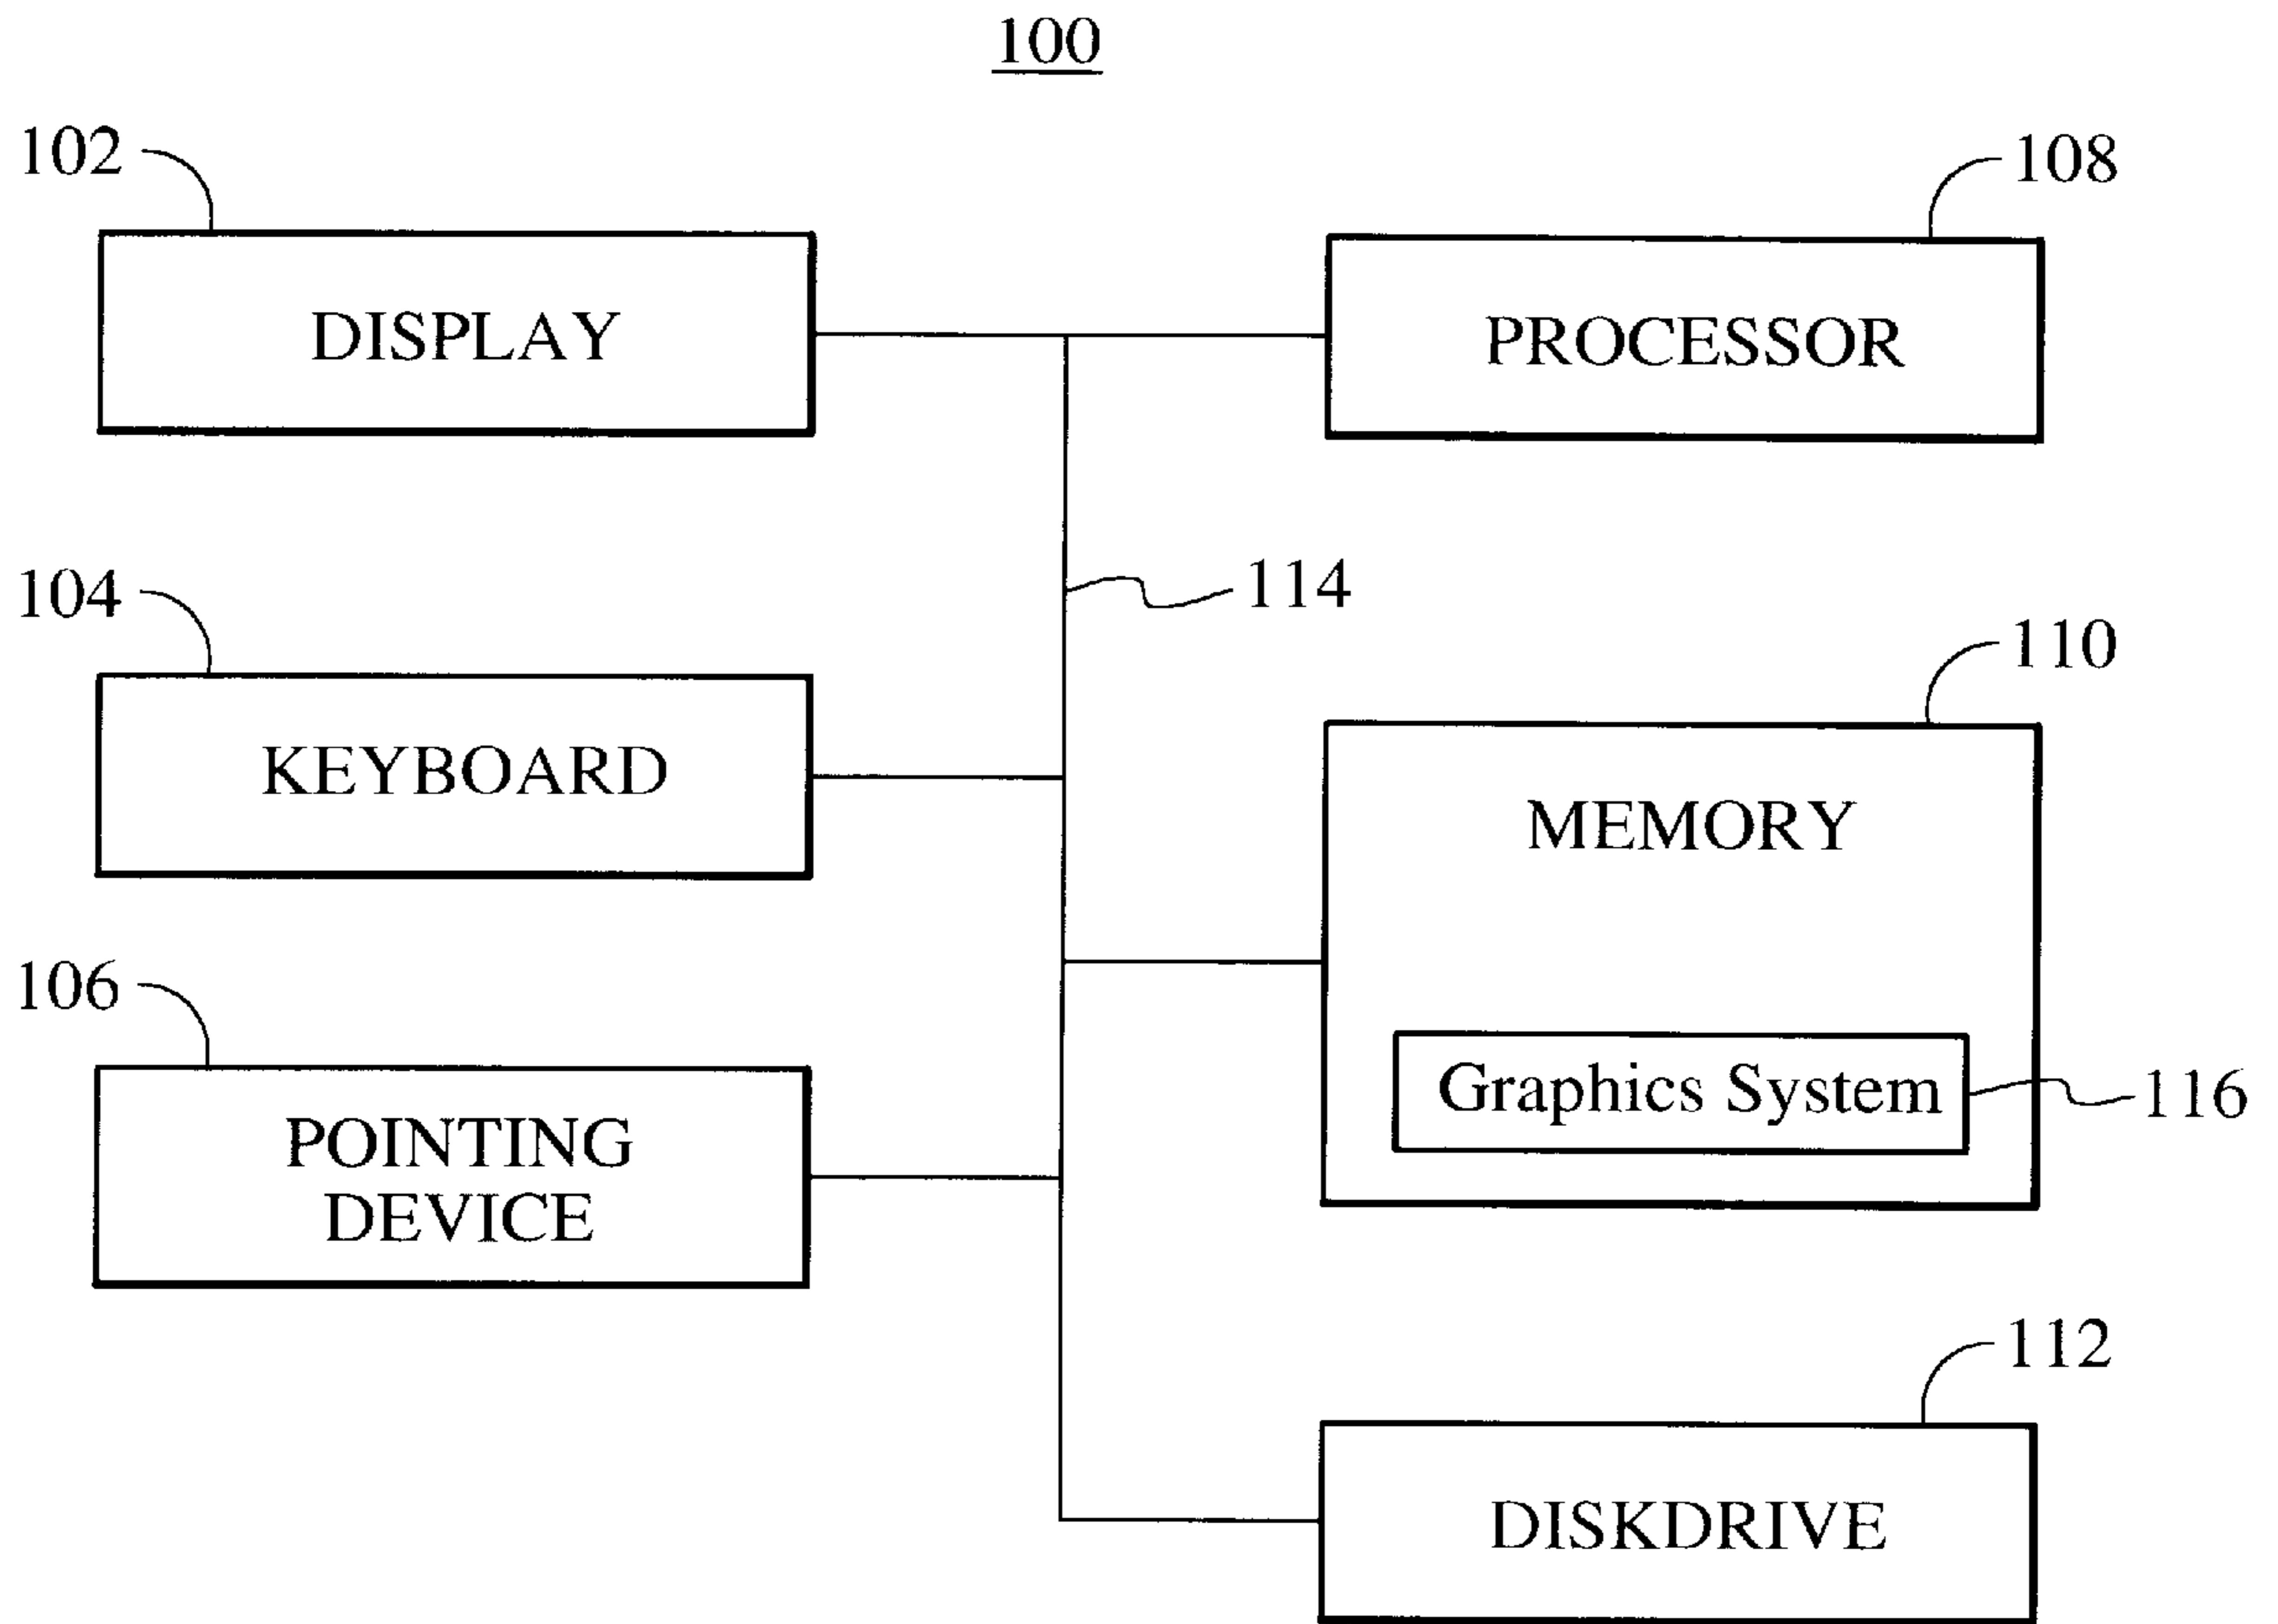 100
102
108
DISPLAY
PROCESSOR
104
114
110
KEYBOARD
MEMORY
106
Graphics System
116
POINTING
DEVICE
112
DISKDRIVE